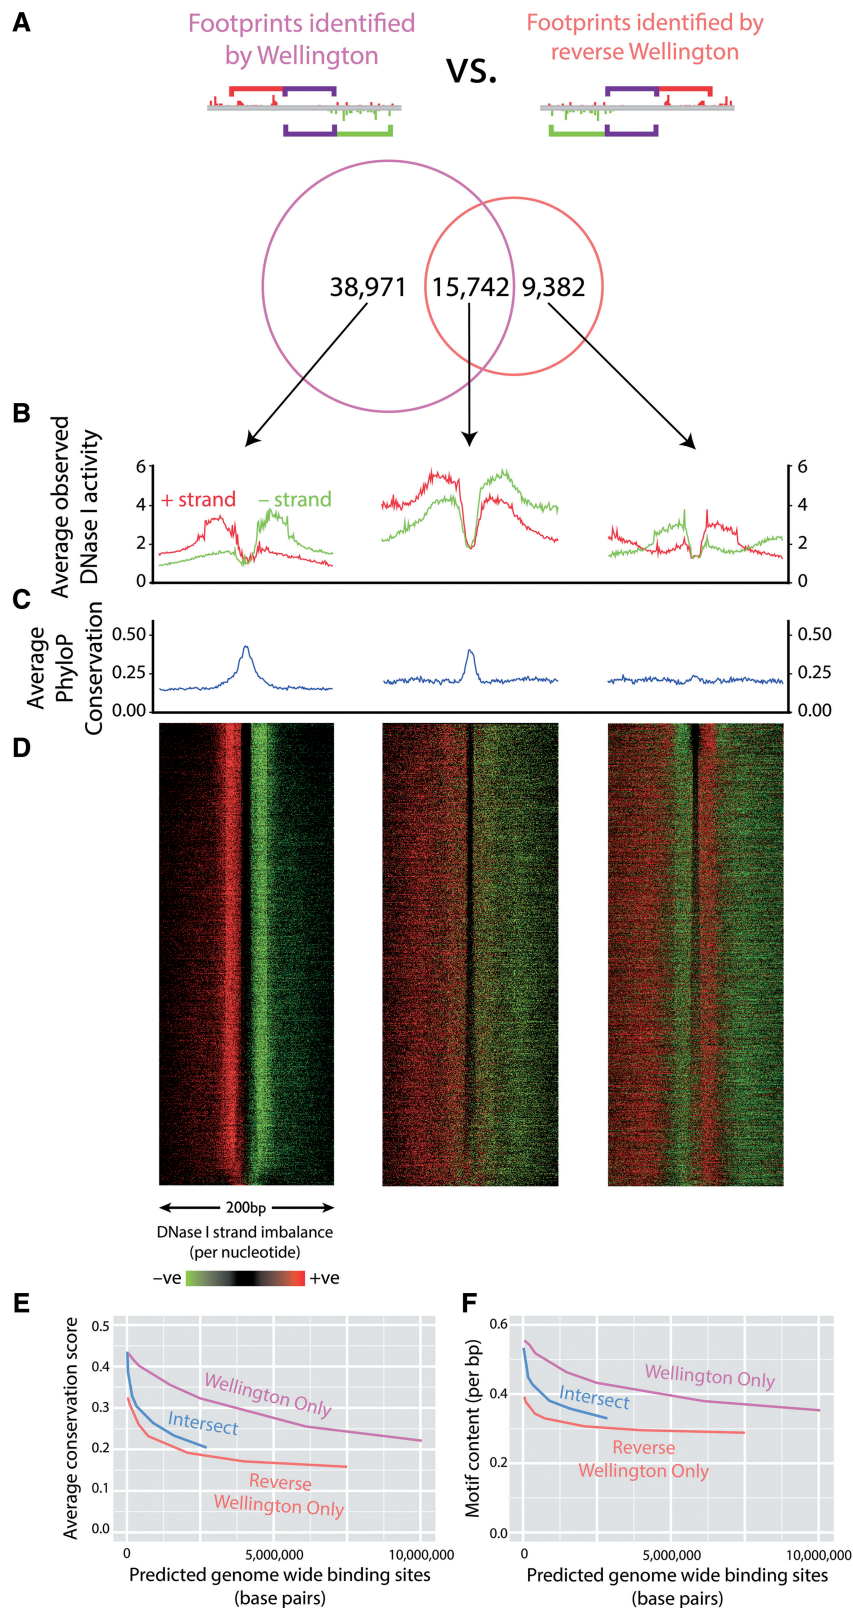 A
Footprints identified
by Wellington
vs.
Footprints identified by
reverse Wellington
38,971
15,742
9,382
B
Average observed
DNase I activity
6
4
2
0
+ strand
– strand
6
4
2
0
C
Average
PhyloP
Conservation
0.50
0.25
0.00
0.50
0.25
0.00
D
200bp
DNase I strand imbalance
(per nucleotide)
–ve
+ve
E
Average conservation score
0.5
0.4
0.3
0.2
0.1
0.0
Wellington Only
Intersect
Reverse
Wellington Only
0
5,000,000
10,000,000
Predicted genome wide binding sites
(base pairs)
F
Motif content (per bp)
0.6
0.4
0.2
0.0
Wellington Only
Intersect
Reverse
Wellington Only
0
5,000,000
10,000,000
Predicted genome wide binding sites
(base pairs)